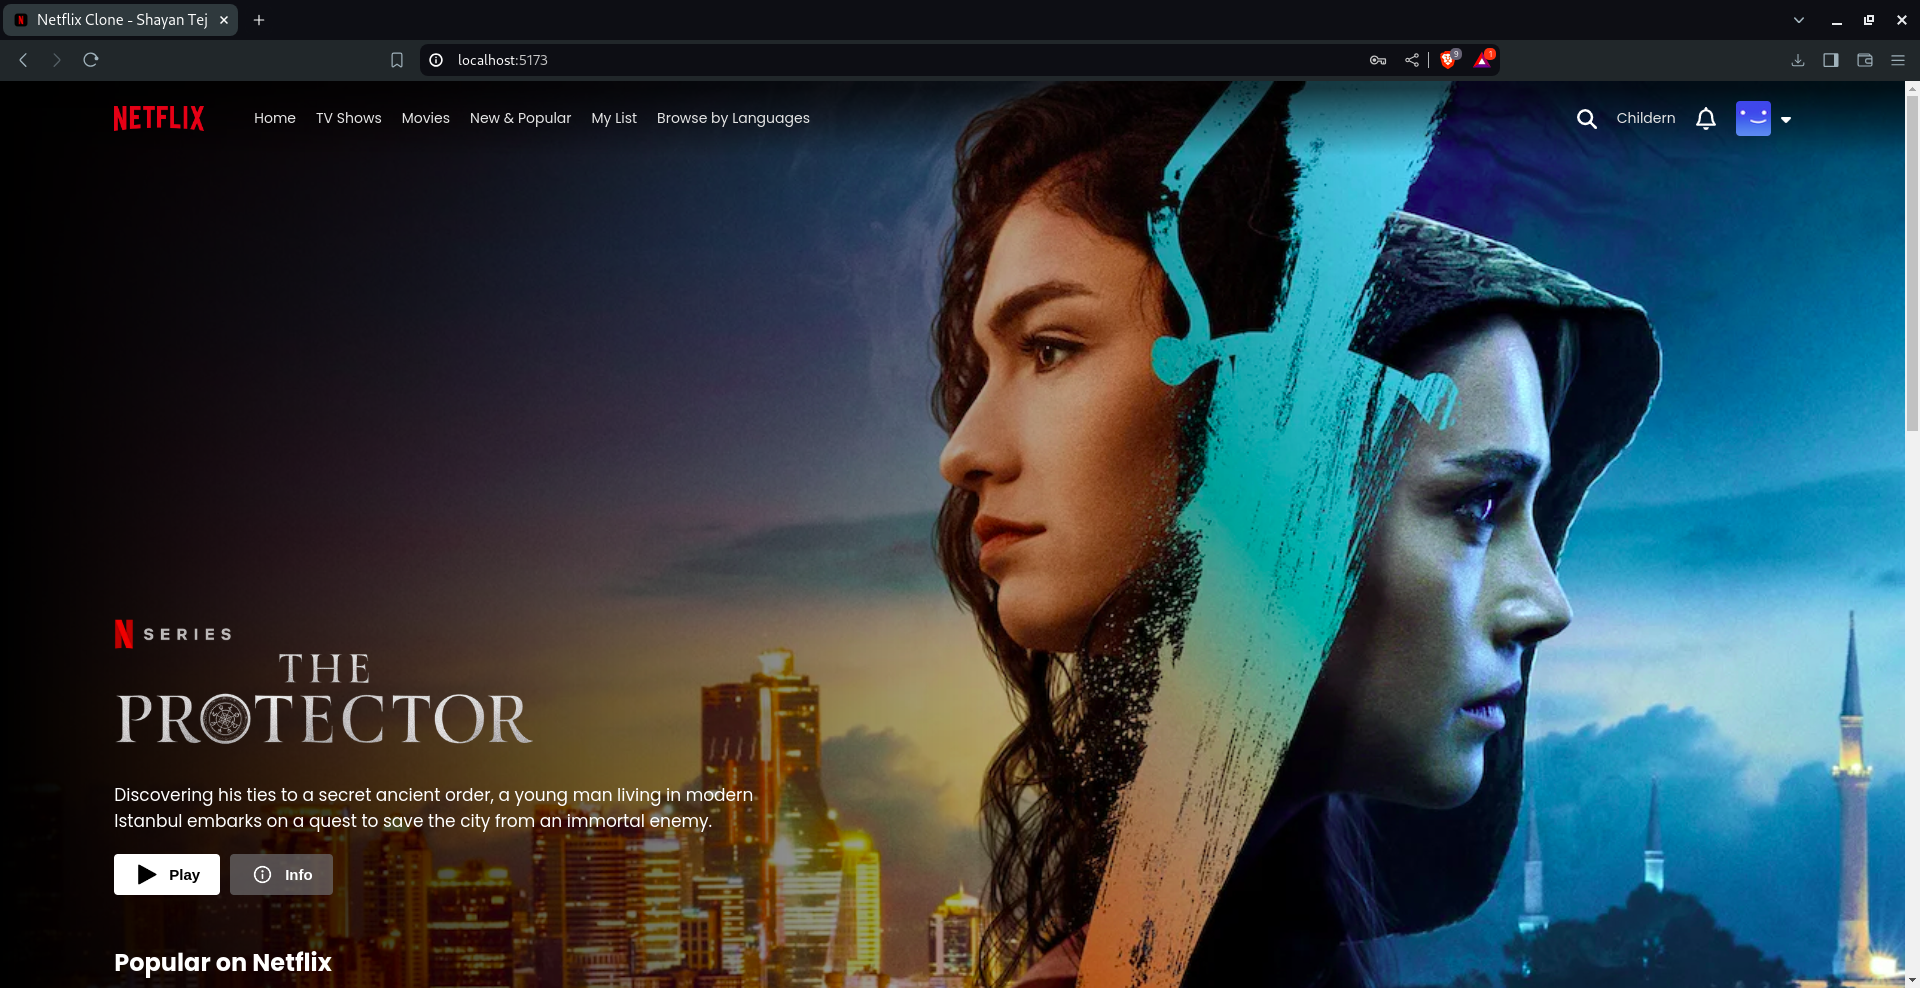 Netflix Clone - Shayan Tej
localhost:5173
9
1
NETFLIX
Home TV Shows Movies New & Popular My List Browse by Languages
Childern
N SERIES
THE
PROTECTOR
Discovering his ties to a secret ancient order, a young man living in modern
Istanbul embarks on a quest to save the city from an immortal enemy.
Play Info
Popular on Netflix